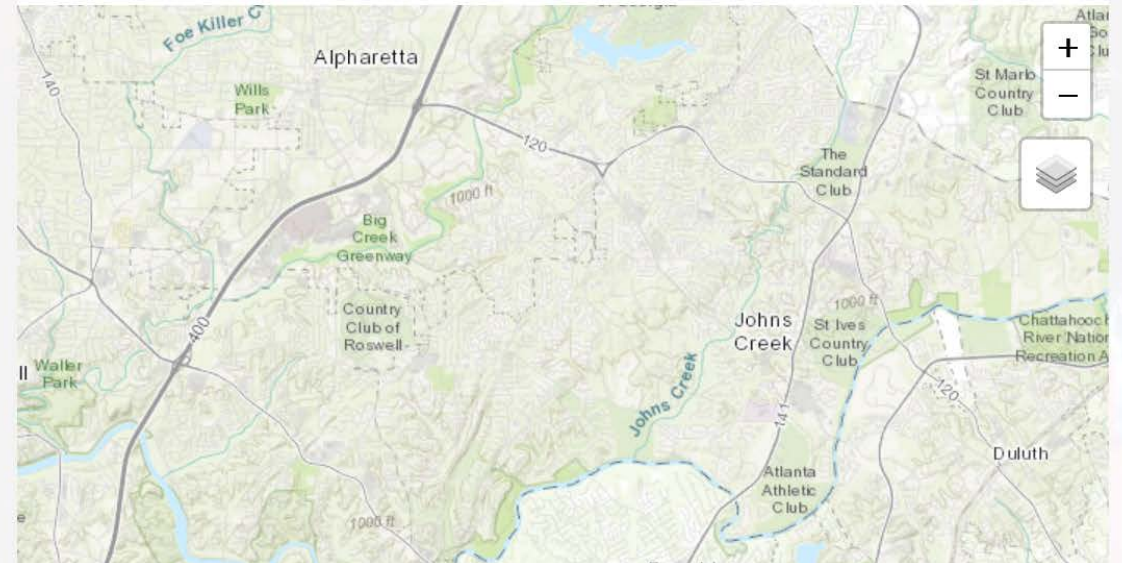 Foe Killer C
Alpharetta
Wills
Park
140
120
St Marlo
Country
Club
+
−
The
Standard
Club
1000 ft
Big
Creek
Greenway
Country
Club of
Roswell
400
Waller
Park
ll
Johns
Creek
1000 ft
St Ives
Country
Club
Chattahooch
River Nation
Recreation A
120
Johns Creek
141
Duluth
Atlanta
Athletic
Club
1000 ft
e